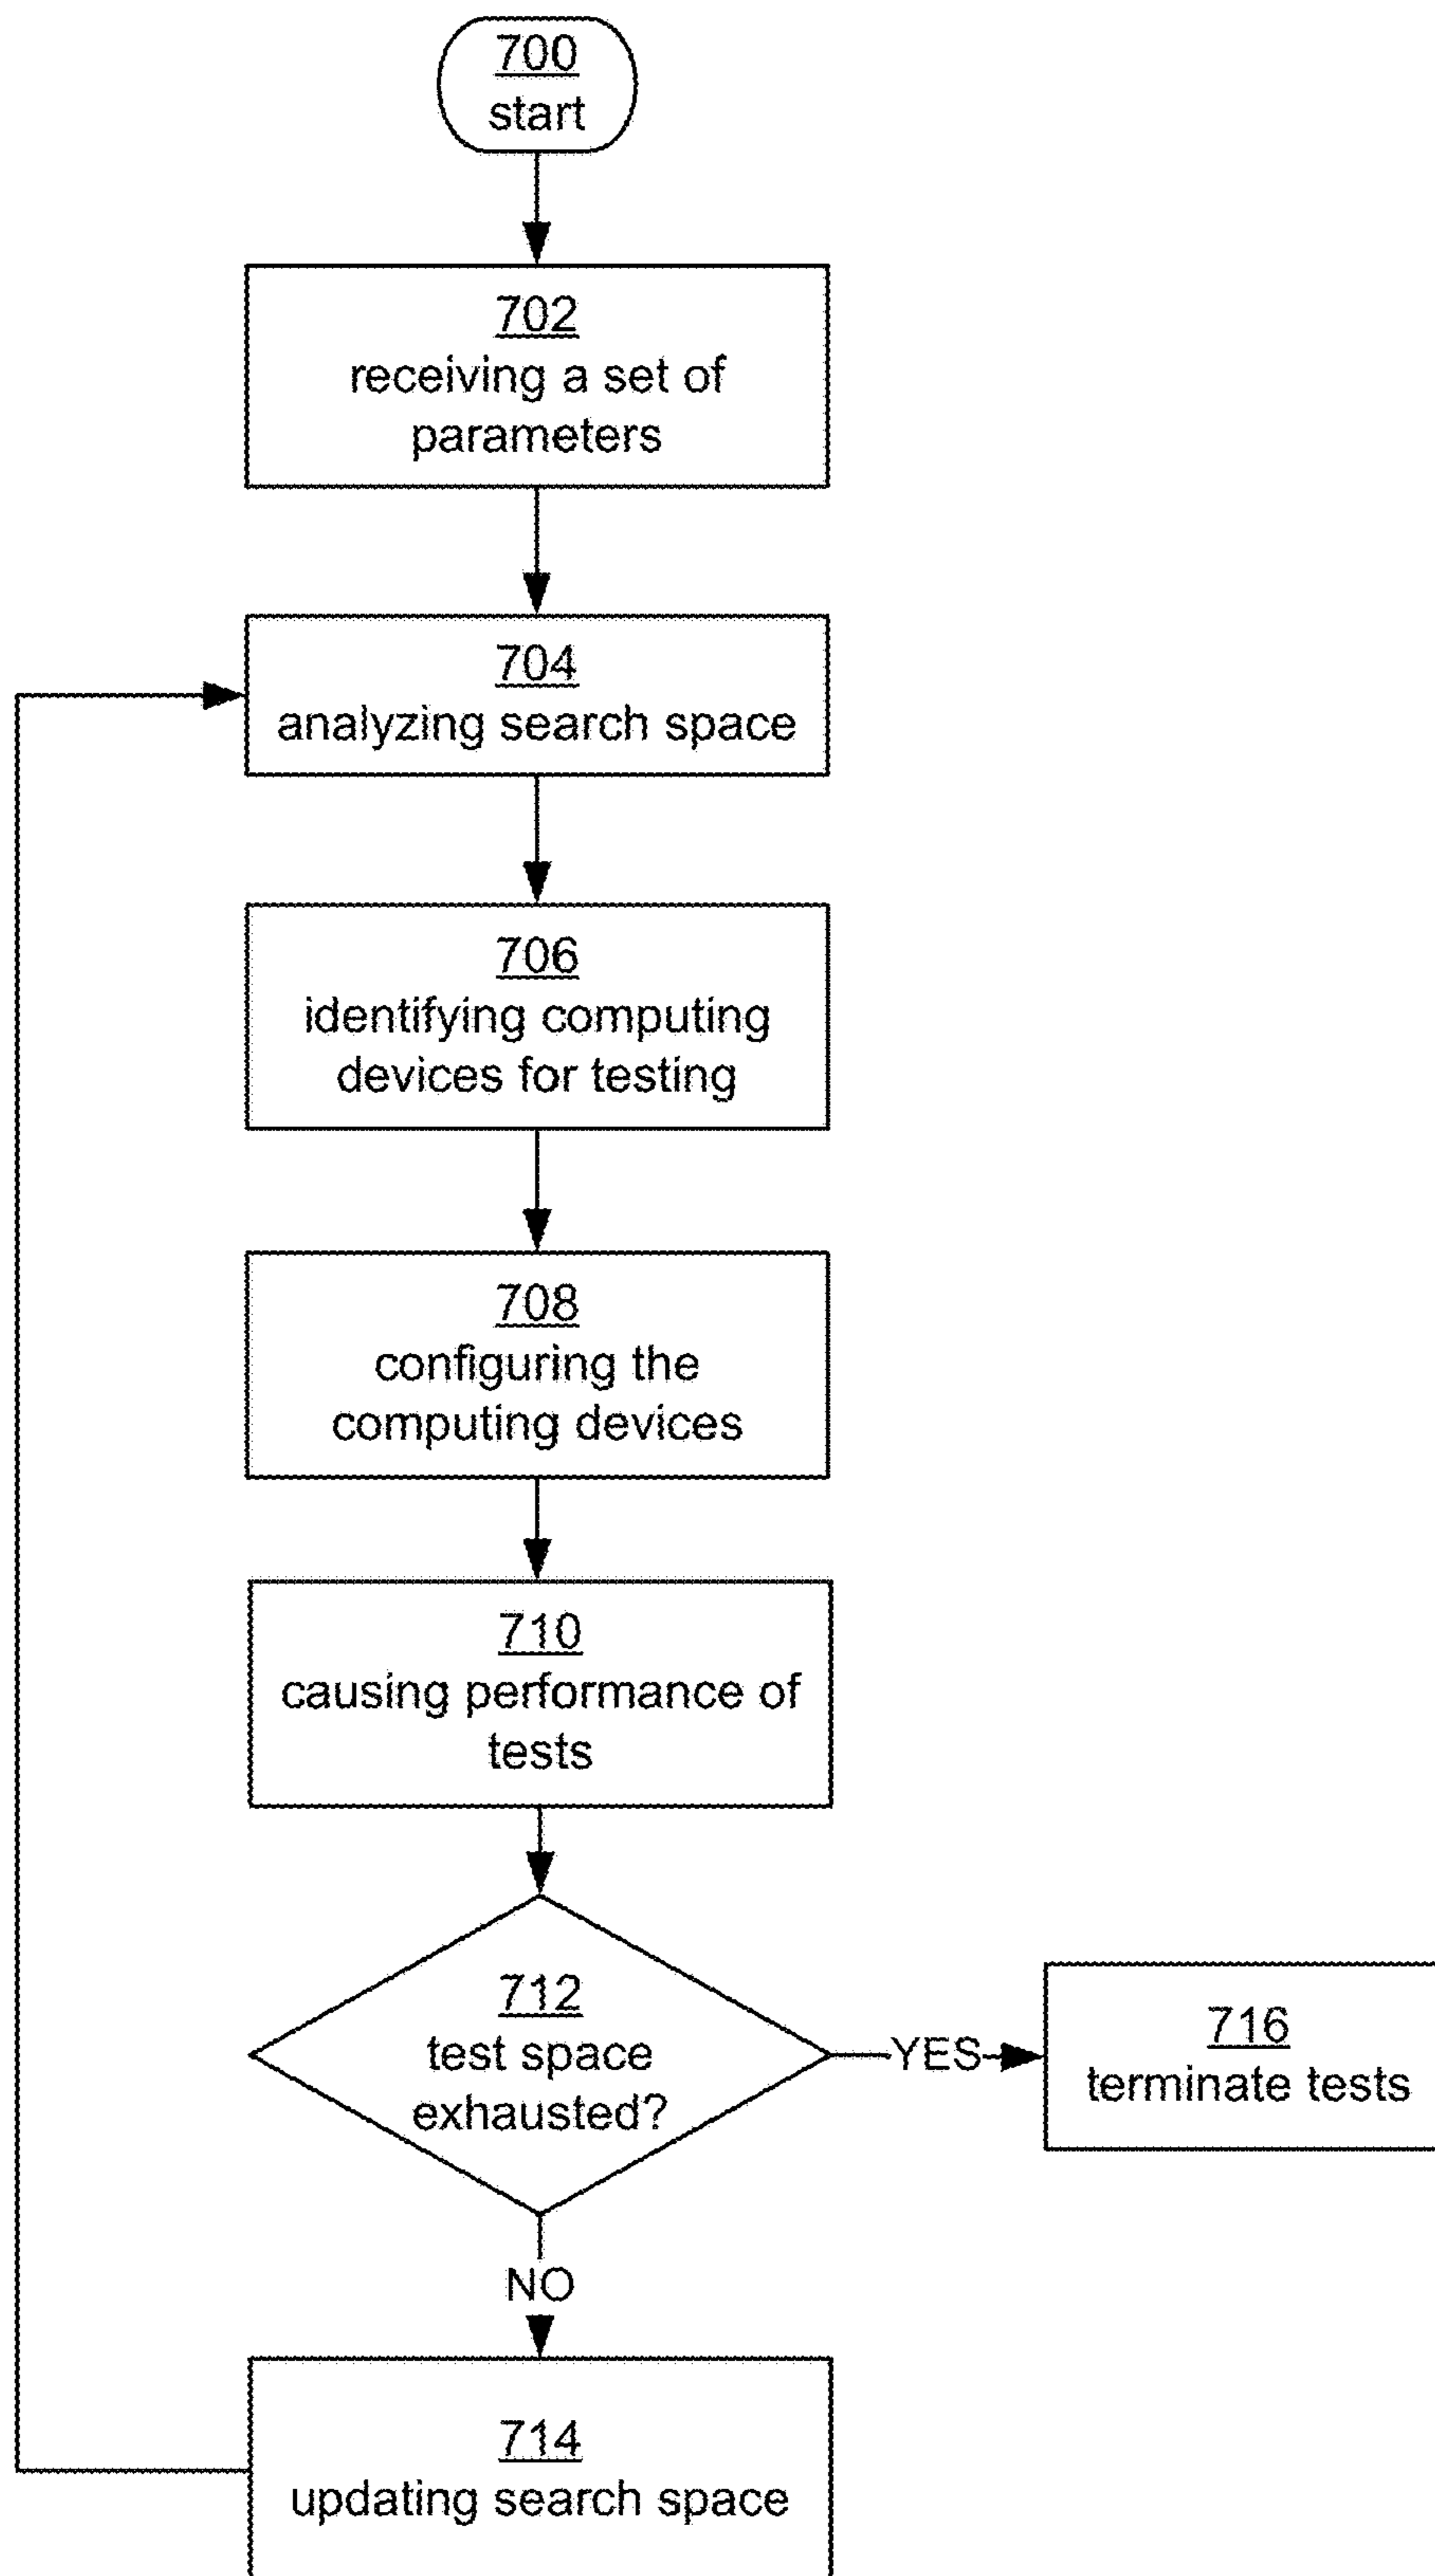 700
start
702
receiving a set of
parameters
704
analyzing search space
706
identifying computing
devices for testing
708
configuring the
computing devices
710
causing performance of
tests
712
test space
exhausted?
YES
716
terminate tests
NO
714
updating search space